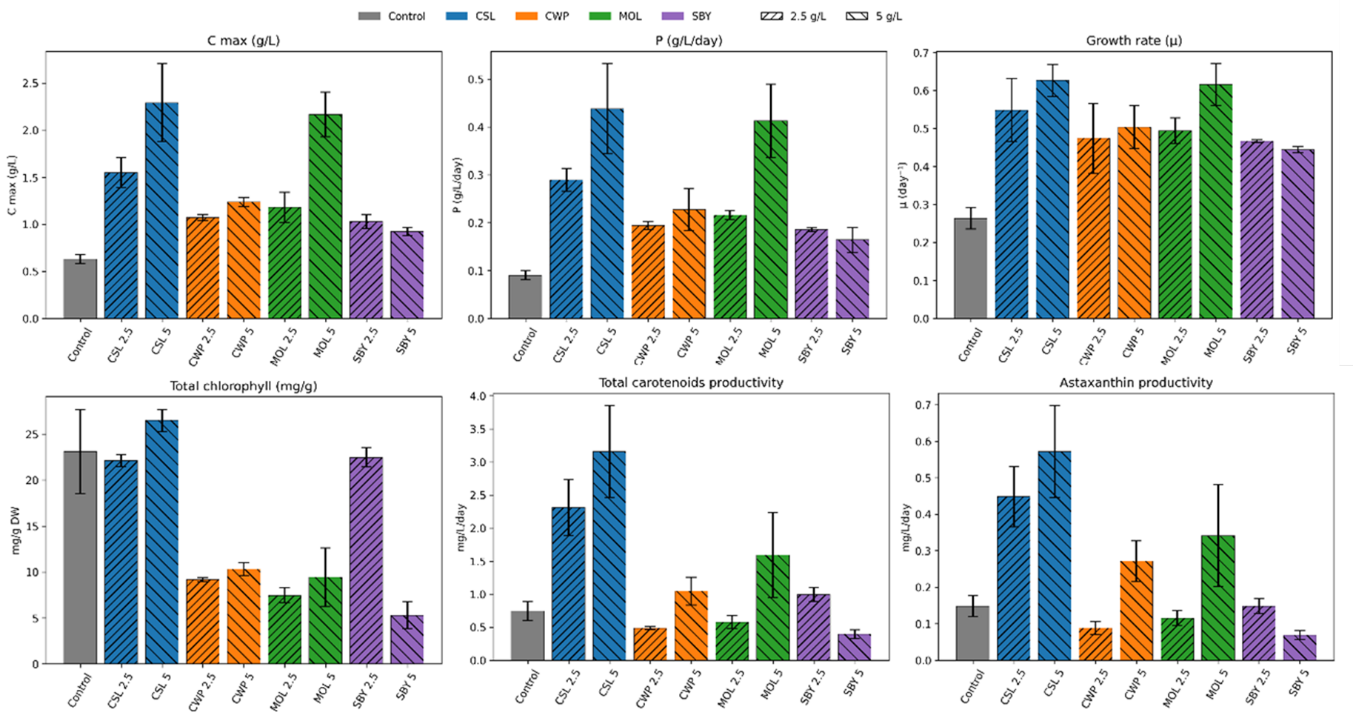 Control CSL CWP MOL SBY 2.5 g/L 5 g/L
C max (g/L)
C max (g/L)
2.5
2.0
1.5
1.0
0.5
0.0
Control CSL 2.5 CSL 5 CWP 2.5 CWP 5 MOL 2.5 MOL 5 SBY 2.5 SBY 5
P (g/L/day)
P (g/L/day)
0.5
0.4
0.3
0.2
0.1
0.0
Control CSL 2.5 CSL 5 CWP 2.5 CWP 5 MOL 2.5 MOL 5 SBY 2.5 SBY 5
Growth rate (μ)
μ (day⁻¹)
0.7
0.6
0.5
0.4
0.3
0.2
0.1
0.0
Control CSL 2.5 CSL 5 CWP 2.5 CWP 5 MOL 2.5 MOL 5 SBY 2.5 SBY 5
Total chlorophyll (mg/g)
mg/g DW
25
20
15
10
5
0
Control CSL 2.5 CSL 5 CWP 2.5 CWP 5 MOL 2.5 MOL 5 SBY 2.5 SBY 5
Total carotenoids productivity
mg/L/day
4.0
3.5
3.0
2.5
2.0
1.5
1.0
0.5
0.0
Control CSL 2.5 CSL 5 CWP 2.5 CWP 5 MOL 2.5 MOL 5 SBY 2.5 SBY 5
Astaxanthin productivity
mg/L/day
0.7
0.6
0.5
0.4
0.3
0.2
0.1
0.0
Control CSL 2.5 CSL 5 CWP 2.5 CWP 5 MOL 2.5 MOL 5 SBY 2.5 SBY 5